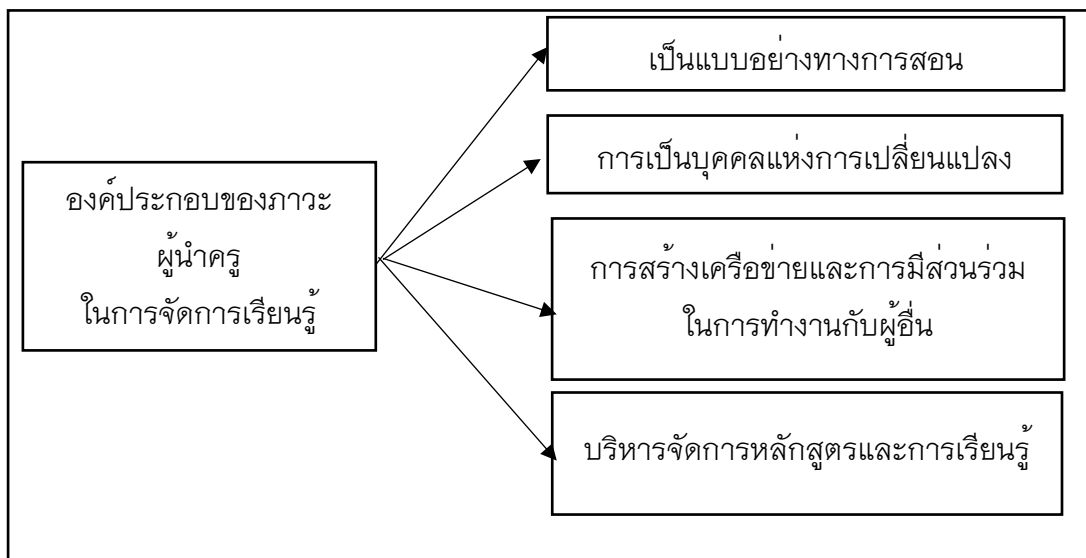 องค์ประกอบของภาวะ
ผู้นำครู
ในการจัดการเรียนรู้
เป็นแบบอย่างทางการสอน
การเป็นบุคคลแห่งการเปลี่ยนแปลง
การสร้างเครือข่ายและการมีส่วนร่วม
ในการทำงานกับผู้อื่น
บริหารจัดการหลักสูตรและการเรียนรู้